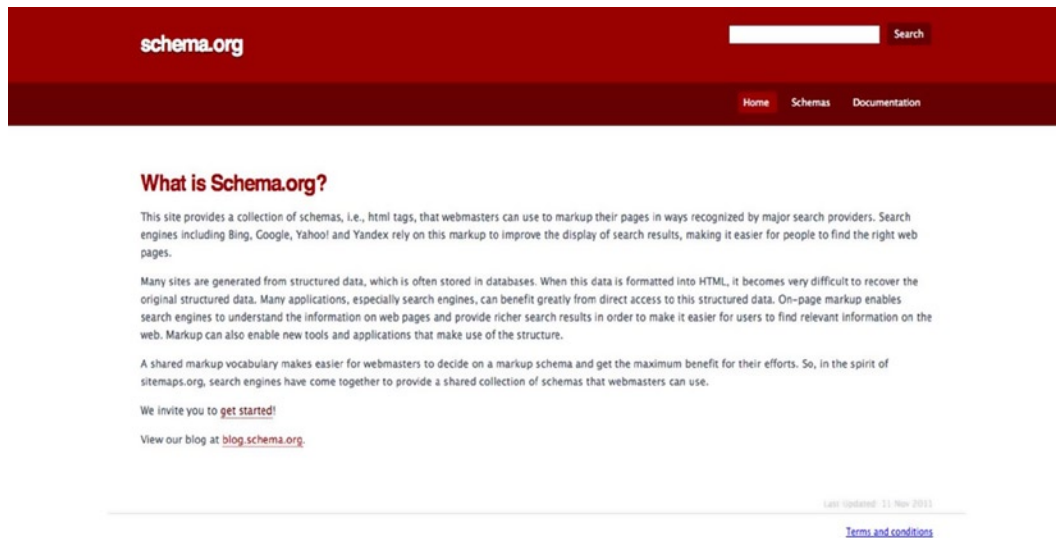 schema.org
Search
Home Schemas Documentation
What is Schema.org?
This site provides a collection of schemas, i.e., html tags, that webmasters can use to markup their pages in ways recognized by major search providers. Search
engines including Bing, Google, Yahoo! and Yandex rely on this markup to improve the display of search results, making it easier for people to find the right web
pages.
Many sites are generated from structured data, which is often stored in databases. When this data is formatted into HTML, it becomes very difficult to recover the
original structured data. Many applications, especially search engines, can benefit greatly from direct access to this structured data. On-page markup enables
search engines to understand the information on web pages and provide richer search results in order to make it easier for users to find relevant information on the
web. Markup can also enable new tools and applications that make use of the structure.
A shared markup vocabulary makes easier for webmasters to decide on a markup schema and get the maximum benefit for their efforts. So, in the spirit of
sitemaps.org, search engines have come together to provide a shared collection of schemas that webmasters can use.
We invite you to get started!
View our blog at blog.schema.org.
Last Updated: 11 Nov 2011
Terms and conditions